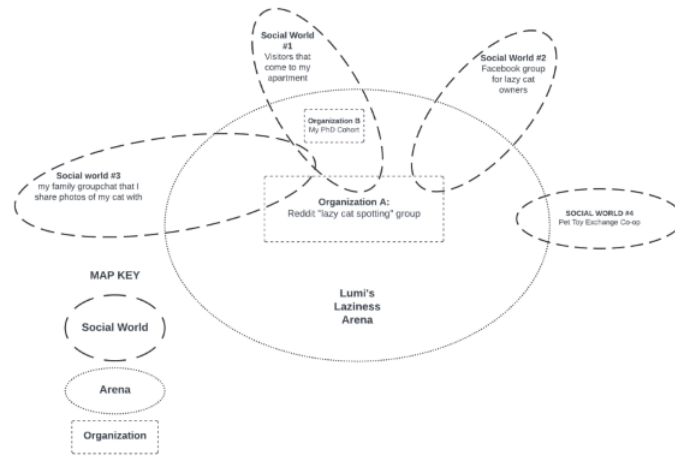 Social World
#1
Visitors that
come to my
apartment
Social World #2
Facebook group
for lazy cat
owners
Organization B
My PhD Cohort
Social world #3
my family groupchat that I
share photos of my cat with
Organization A:
Reddit "lazy cat spotting" group
SOCIAL WORLD #4
Pet Toy Exchange Co-op
MAP KEY
Social World
Arena
Organization
Lumi's
Laziness
Arena